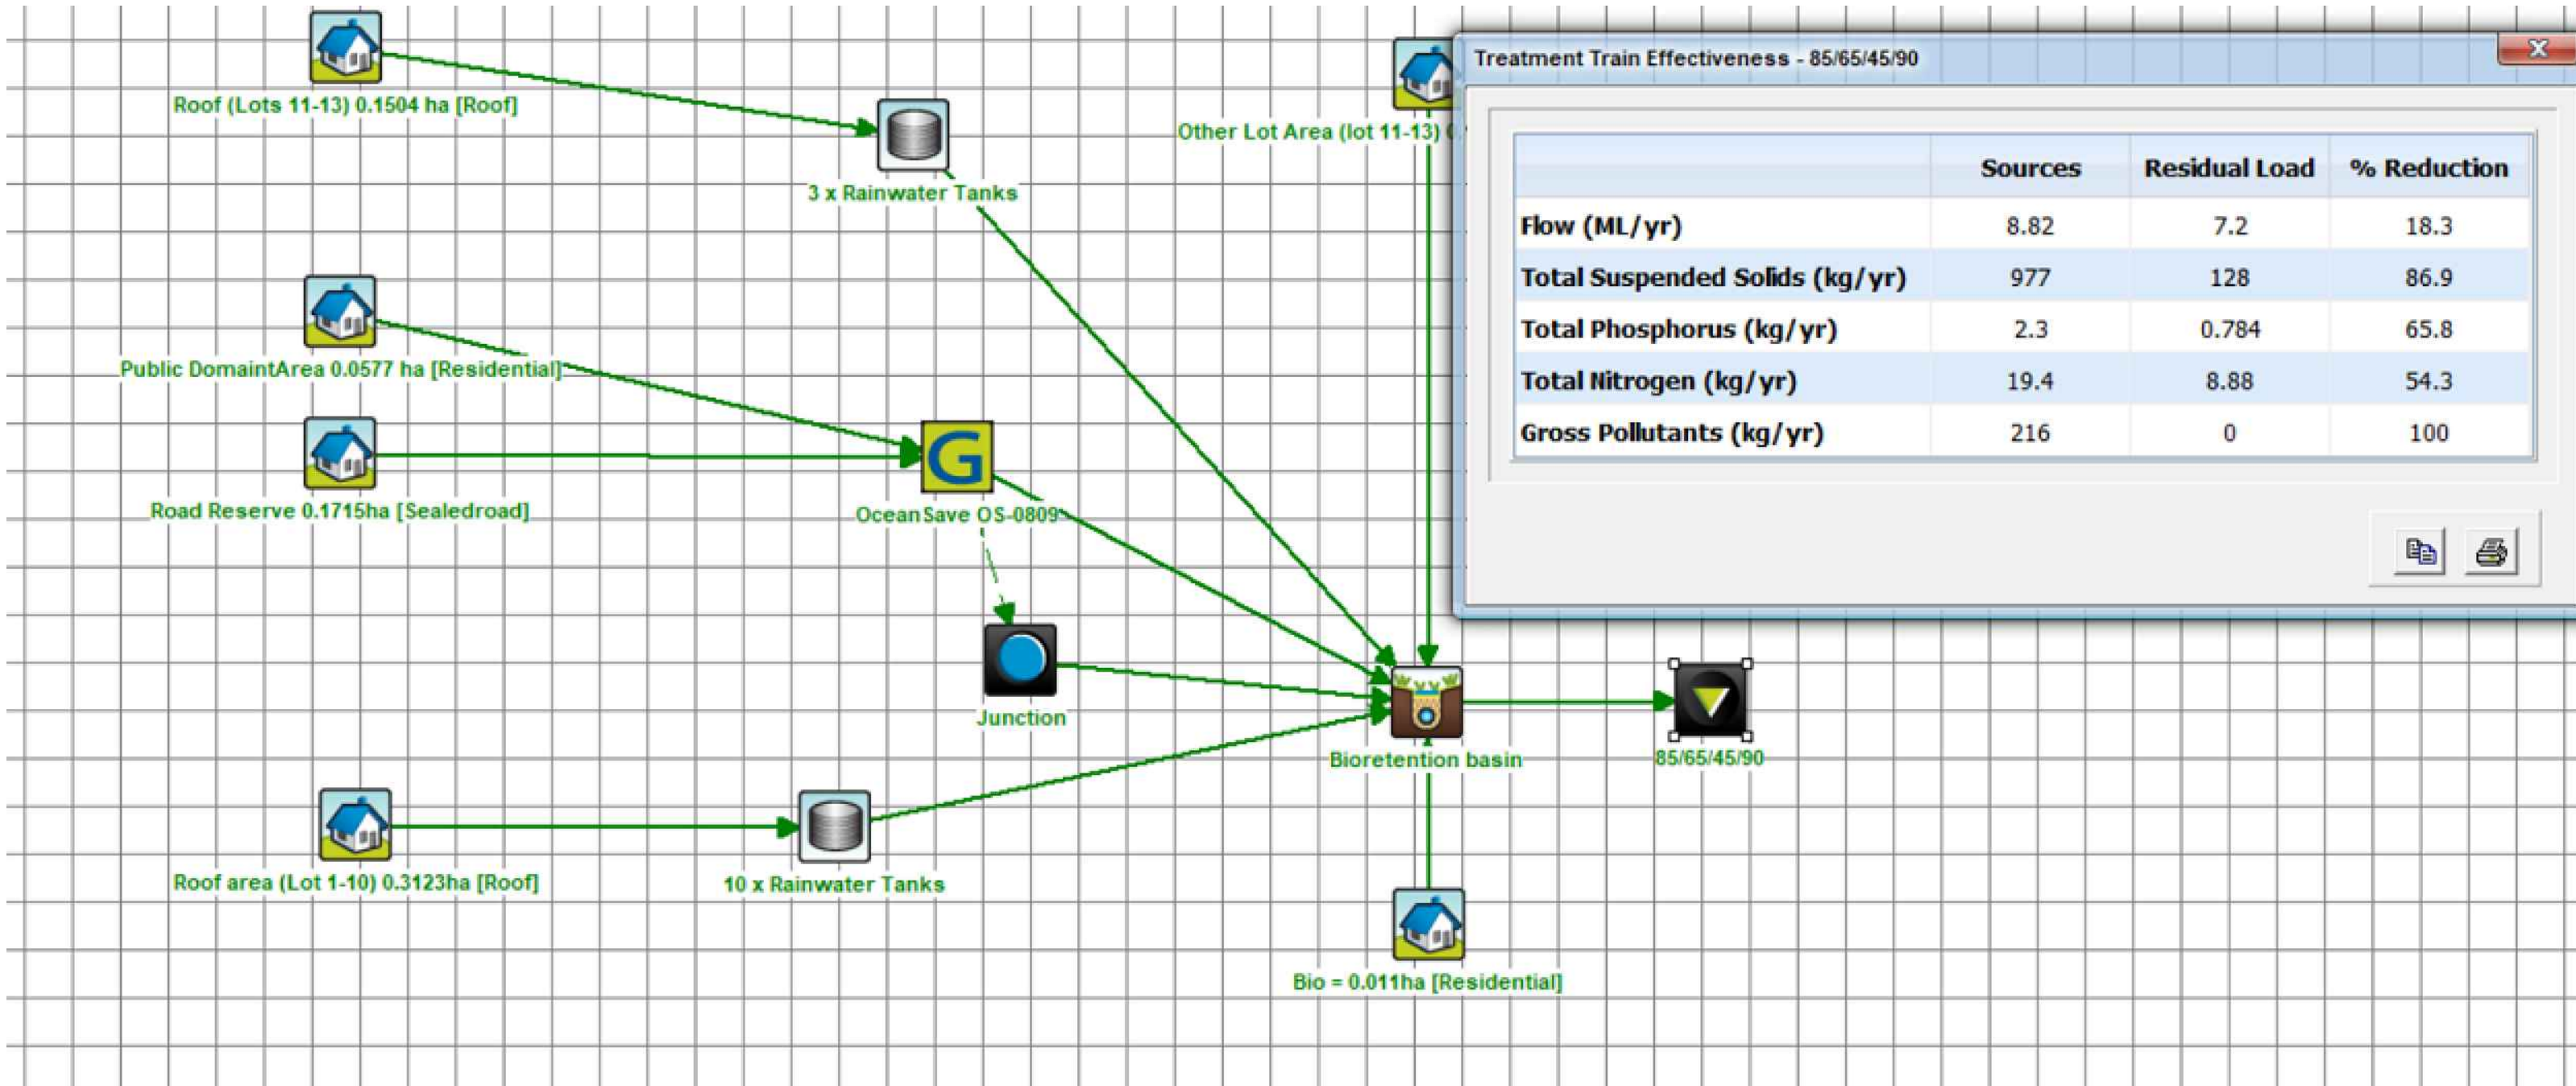 Roof (Lots 11-13) 0.1504 ha [Roof]
3 x Rainwater Tanks
Other Lot Area (lot 11-13)
Public DomaintArea 0.0577 ha [Residential]
Road Reserve 0.1715ha [Sealedroad]
G
OceanSave OS-0809
Junction
Bioretention basin
85/65/45/90
Roof area (Lot 1-10) 0.3123ha [Roof]
10 x Rainwater Tanks
Bio = 0.011ha [Residential]
Treatment Train Effectiveness - 85/65/45/90
Sources Residual Load % Reduction
Flow (ML/yr) 8.82 7.2 18.3
Total Suspended Solids (kg/yr) 977 128 86.9
Total Phosphorus (kg/yr) 2.3 0.784 65.8
Total Nitrogen (kg/yr) 19.4 8.88 54.3
Gross Pollutants (kg/yr) 216 0 100